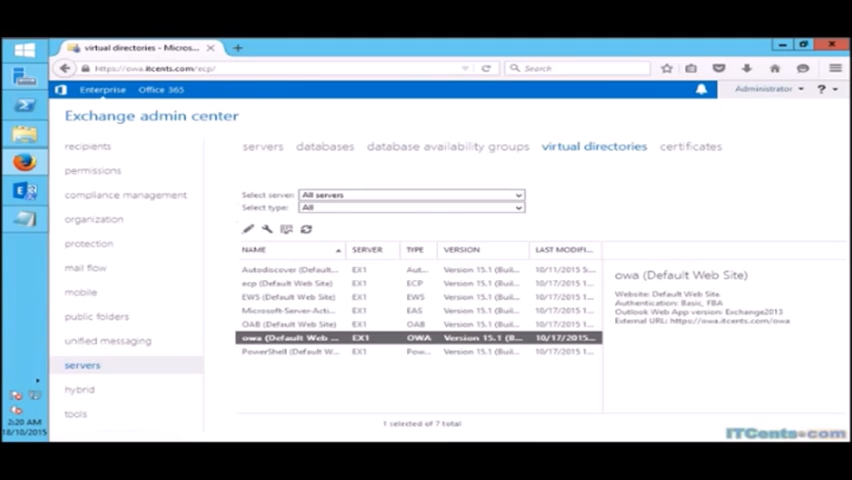 virtual directories - Micros...
https://owa.itcents.com/ecp/
Search
Enterprise Office 365
Administrator ?
Exchange admin center
recipients
permissions
compliance management
organization
protection
mail flow
mobile
public folders
unified messaging
servers
hybrid
tools
servers databases database availability groups virtual directories certificates
Select server: All servers
Select type: All
NAME SERVER TYPE VERSION LAST MODIFI...
Autodiscover (Default... EX1 Aut... Version 15.1 (Buil... 10/11/2015 5...
ecp (Default Web Site) EX1 ECP Version 15.1 (Buil... 10/17/2015...
EWS (Default Web Site) EX1 EWS Version 15.1 (Buil... 10/17/2015...
Microsoft-Server-Acti... EX1 EAS Version 15.1 (Buil... 10/17/2015...
OAB (Default Web Site) EX1 OAB Version 15.1 (Buil... 10/17/2015...
owa (Default Web ... EX1 OWA Version 15.1 (B... 10/17/2015...
PowerShell (Default W... EX1 Pow... Version 15.1 (Buil... 10/17/2015...
1 selected of 7 total
owa (Default Web Site)
Website: Default Web Site
Authentication: Basic, FBA
Outlook Web App version: Exchange2013
External URL: https://owa.itcents.com/owa
2:20 AM
18/10/2015
ITCents.com